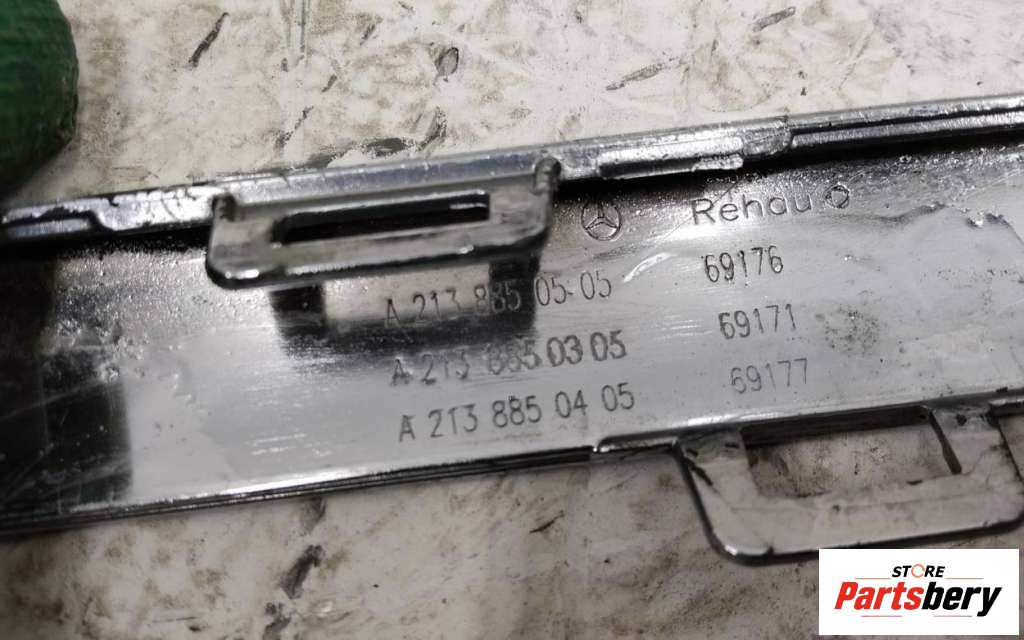 Rehau
A 213 885 05 05 69176
A 213 885 03 05 69171
A 213 885 04 05 69177
STORE
Partsbery